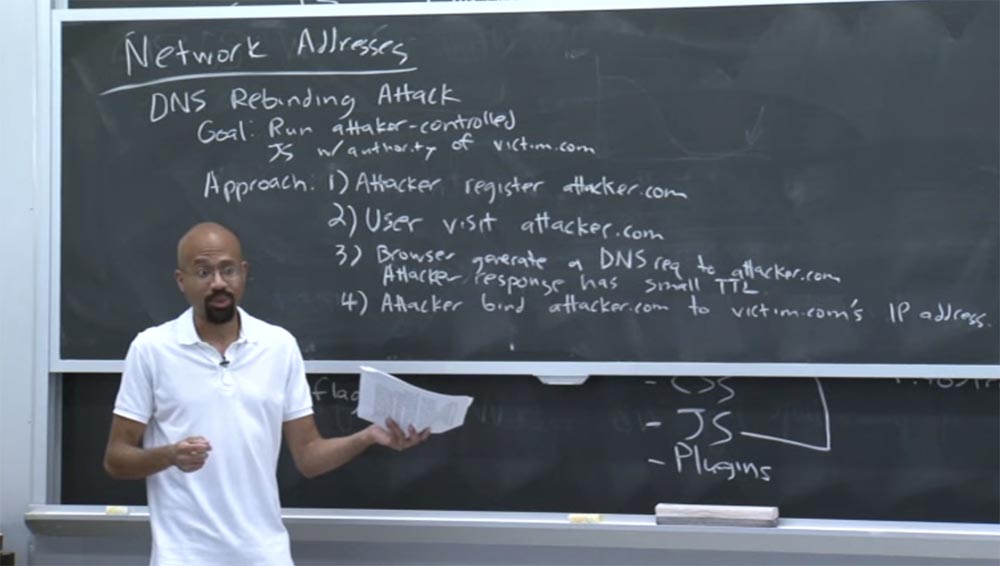 Network Addresses
DNS Rebinding Attack
Goal: Run attaker-controlled
JS w/ authority of victim.com
Approach: 1) Attacker register attacker.com
2) User visit attacker.com
3) Browser generate a DNS req to attacker.com
Attacker response has small TTL
4) Attacker bind attacker.com to victim.com's IP address.
- CSS
- JS
- Plugins